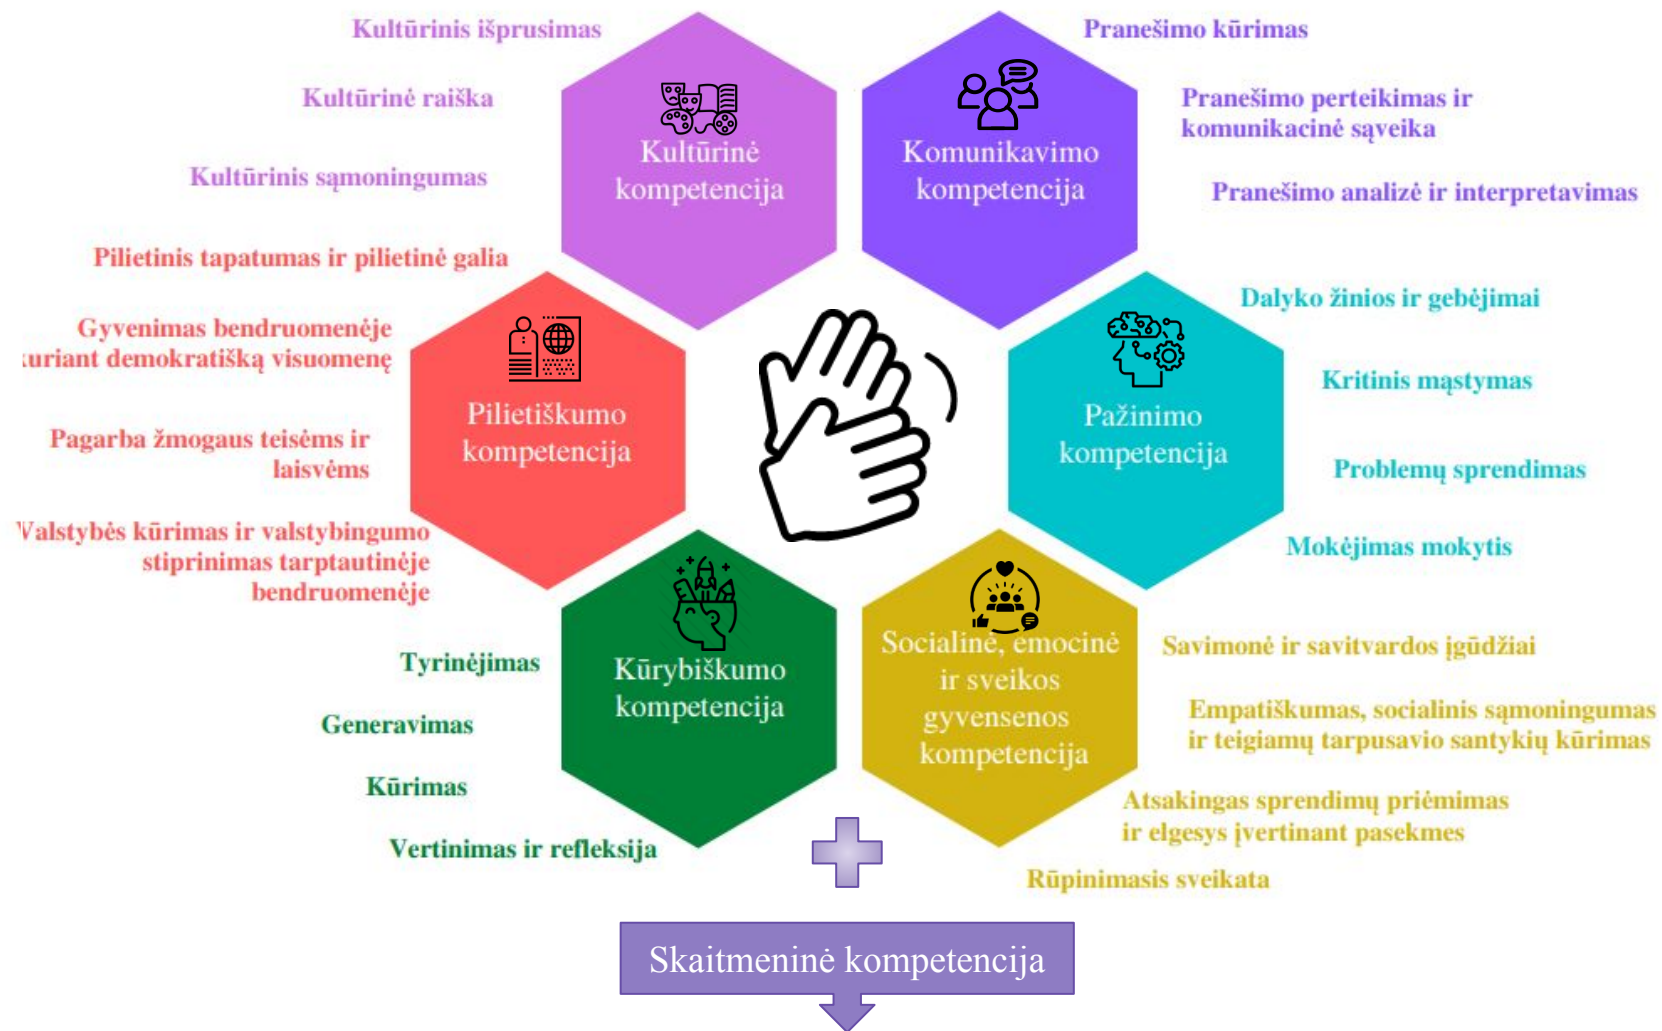 Kultūrinis išprusimas
Kultūrinė raiška
Kultūrinis sąmoningumas
Kultūrinė
kompetencija
Komunikavimo
kompetencija
Pranešimo kūrimas
Pranešimo perteikimas ir
komunikacinė sąveika
Pranešimo analizė ir interpretavimas
Pilietinis tapatumas ir pilietinė galia
Gyvenimas bendruomenėje
kuriant demokratišką visuomenę
Pagarba žmogaus teisėms ir
laisvėms
Valstybės kūrimas ir valstybingumo
stiprinimas tarptautinėje
bendruomenėje
Pilietiškumo
kompetencija
Pažinimo
kompetencija
Dalyko žinios ir gebėjimai
Kritinis mąstymas
Problemų sprendimas
Mokėjimas mokytis
Tyrinėjimas
Generavimas
Kūrimas
Vertinimas ir refleksija
Kūrybiškumo
kompetencija
Socialinė, emocinė
ir sveikos
gyvensenos
kompetencija
Savimonė ir savitvardos įgūdžiai
Empatiškumas, socialinis sąmoningumas
ir teigiamų tarpusavio santykių kūrimas
Atsakingas sprendimų priėmimas
ir elgesys įvertinant pasekmes
Rūpinimasis sveikata
Skaitmeninė kompetencija